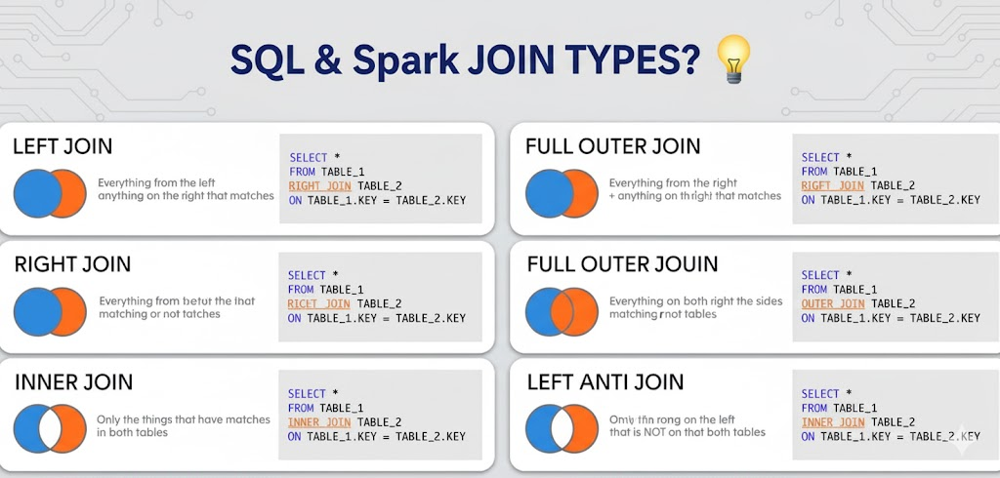 SQL & Spark JOIN TYPES?
LEFT JOIN
Everything from the left
anything on the right that matches
SELECT *
FROM TABLE_1
RIGHT JOIN TABLE_2
ON TABLE_1.KEY = TABLE_2.KEY
FULL OUTER JOIN
Everything from the right
+ anything on that matches
SELECT *
FROM TABLE_1
RIGFT JOIN TABLE_2
ON TABLE_1.KEY = TABLE_2.KEY
RIGHT JOIN
Everything from the
matching or not tatches
SELECT *
FROM TABLE_1
JOIN TABLE_2
ON TABLE_1.KEY = TABLE_2.KEY
FULL OUTER JOUIN
Everything on both right the sides
matching rnot tables
SELECT *
FROM TABLE_1
OUTER JOIN TABLE_2
ON TABLE_1.KEY = TABLE_2.KEY
INNER JOIN
Only the things that have matches
in both tables
SELECT *
FROM TABLE_1
INNER JOIN TABLE_2
ON TABLE_1.KEY = TABLE_2.KEY
LEFT ANTI JOIN
rong on the left
that is NOT on that both tables
SELECT *
FROM TABLE_1
INNER JOIN TABLE_2
ON TABLE_1.KEY = TABLE_2.KEY